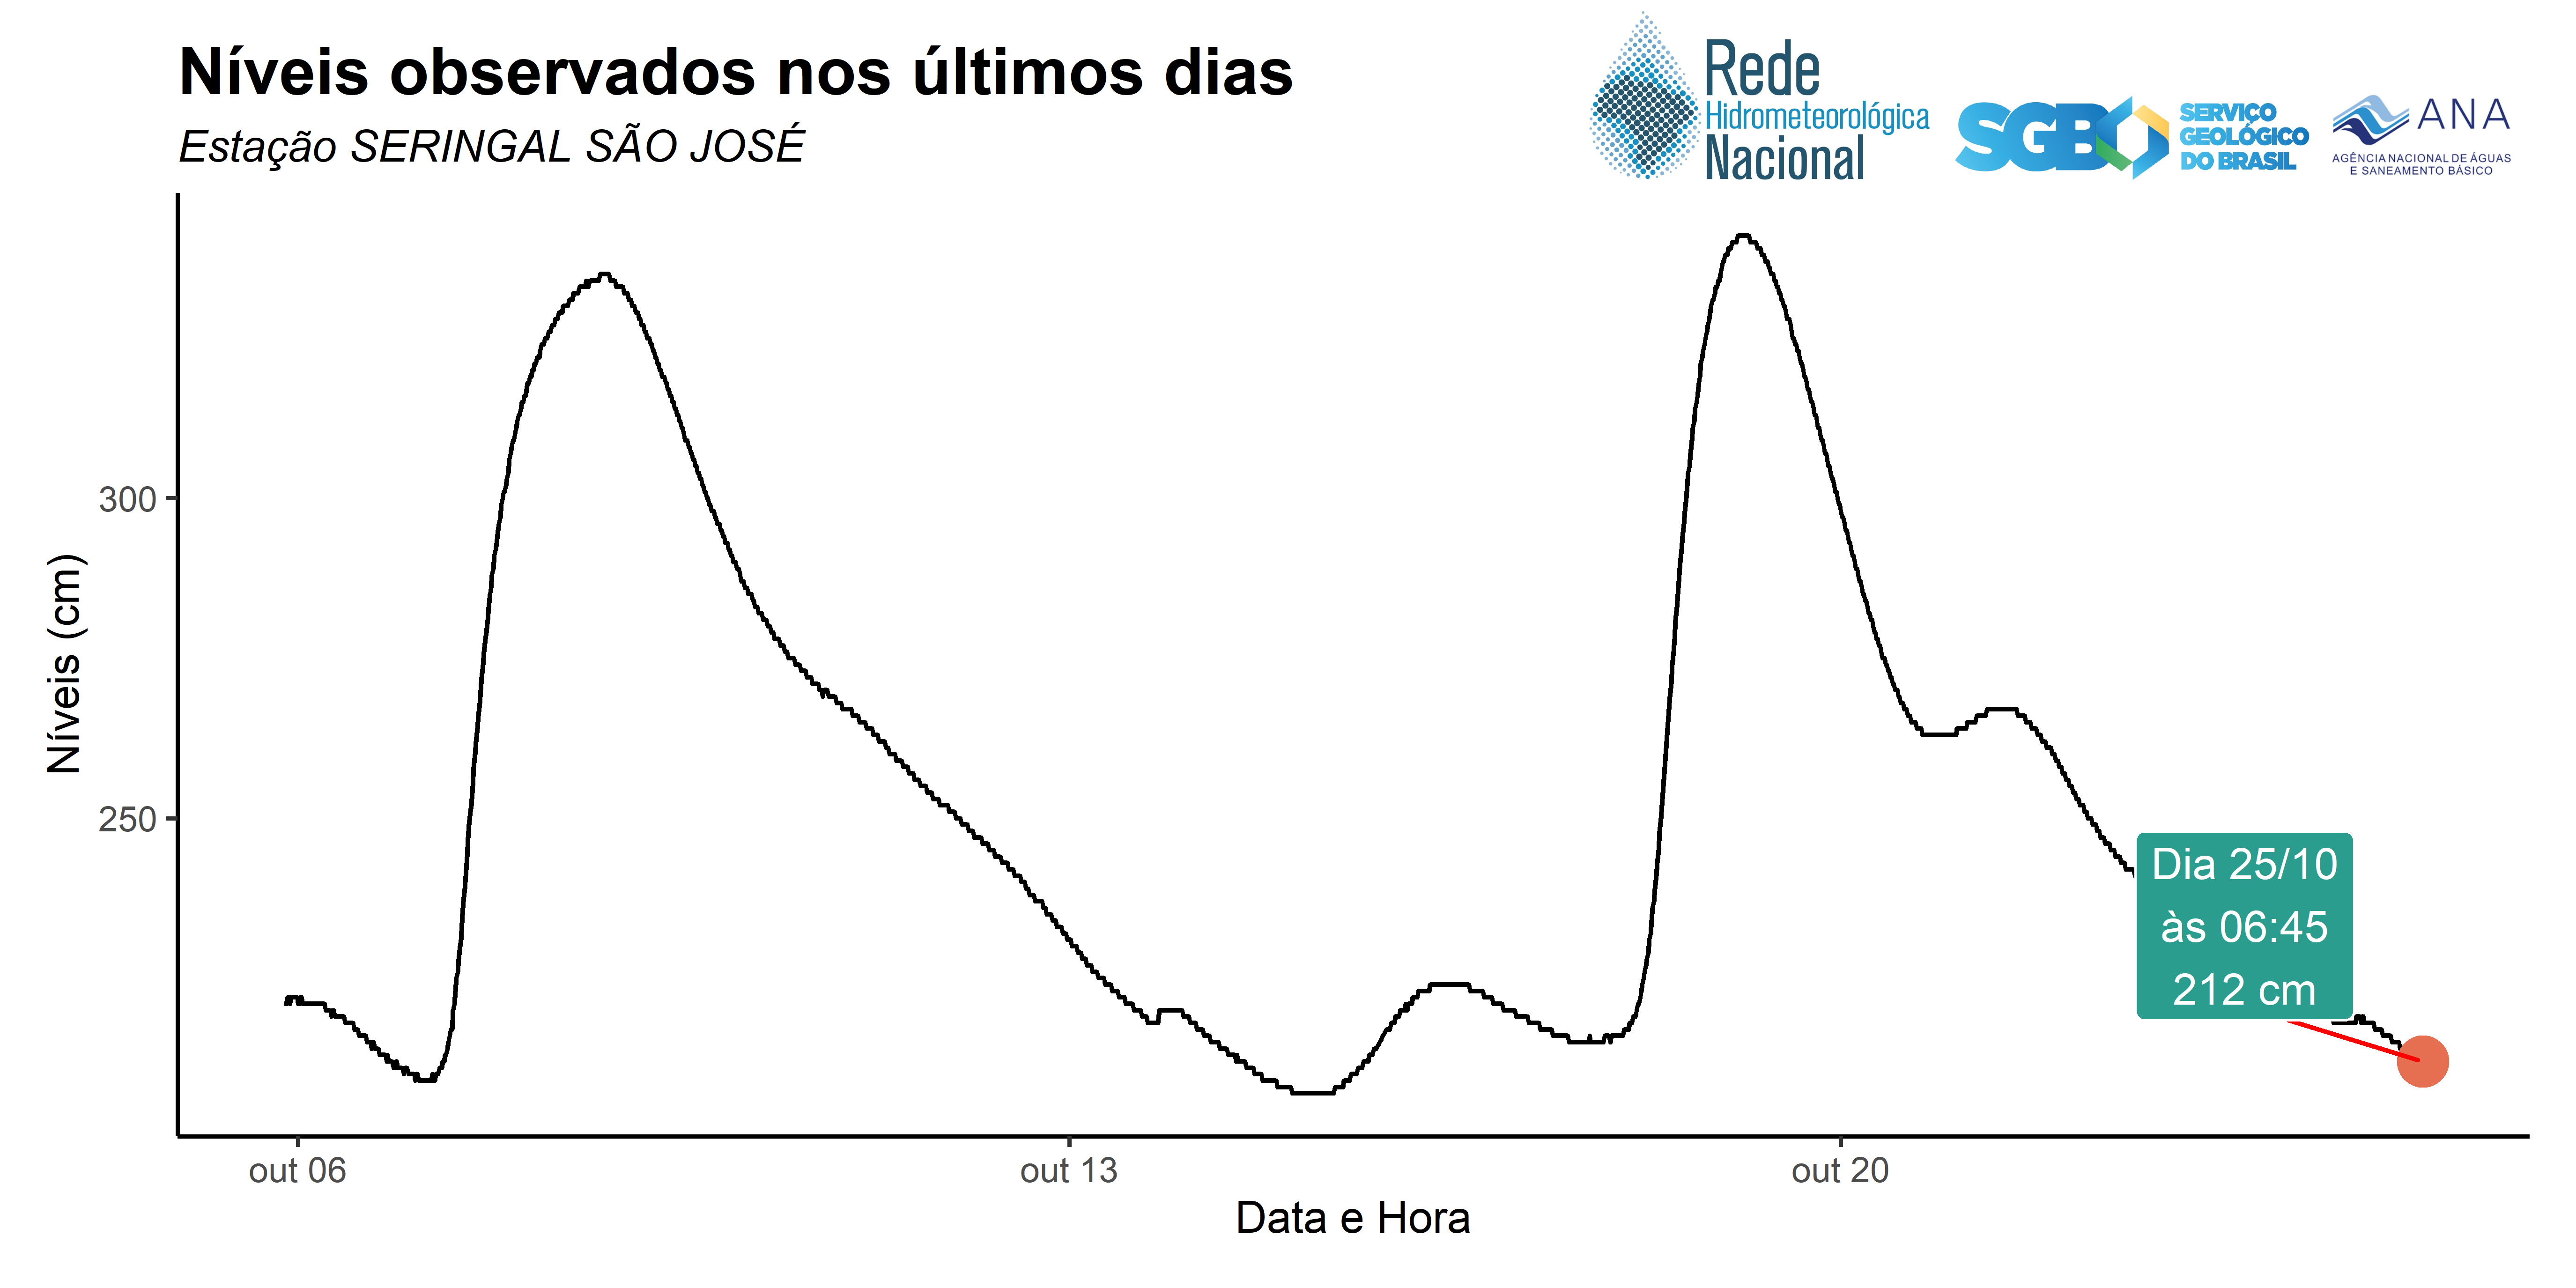 Níveis observados nos últimos dias
Estação SERINGAL SÃO JOSÉ
Rede
Hidrometeorológica
Nacional
SGB
SERVIÇO
GEOLÓGICO
DO BRASIL
ANA
AGÊNCIA NACIONAL DE ÁGUAS
E SANEAMENTO BÁSICO
Níveis (cm)
300
250
Dia 25/10
às 06:45
212 cm
out 06
out 13
out 20
Data e Hora